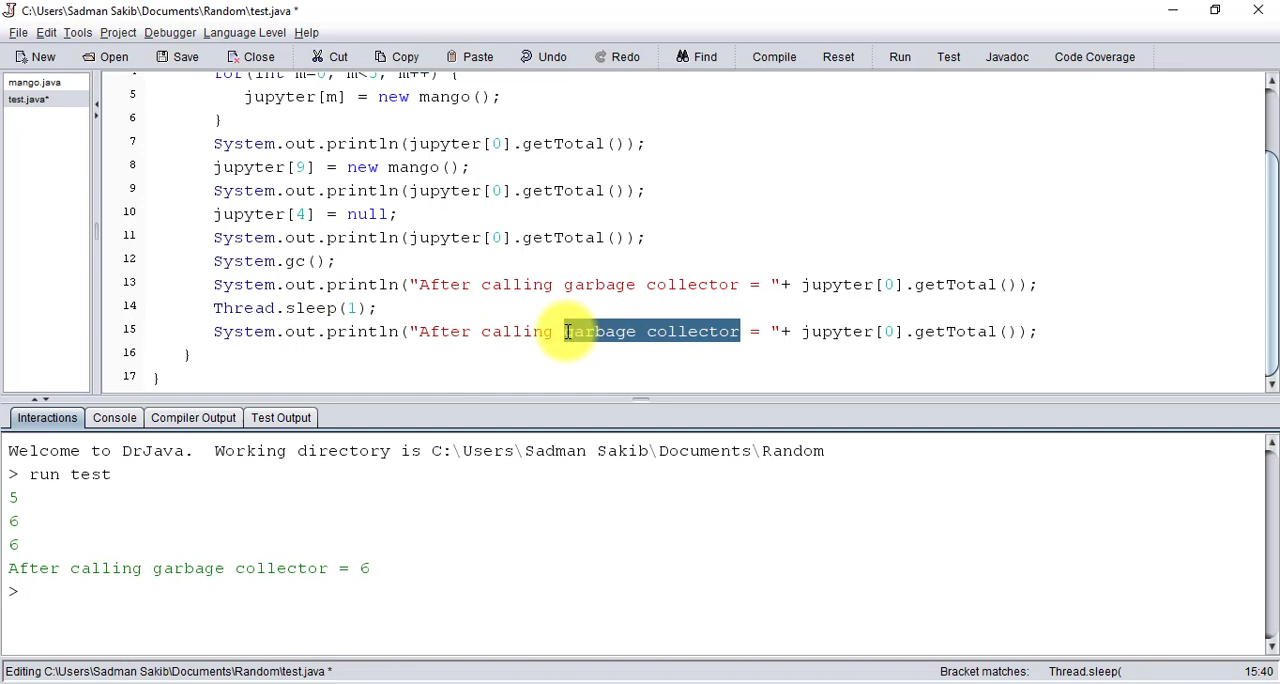 C:\Users\Sadman Sakib\Documents\Random\test.java *
File Edit Tools Project Debugger Language Level Help
New Open Save Close Cut Copy Paste Undo Redo Find Compile Reset Run Test Javadoc Code Coverage
mango.java
test.java*
for(int m=0; m<5; m++) {
5 jupyter[m] = new mango();
6 }
7 System.out.println(jupyter[0].getTotal());
8 jupyter[9] = new mango();
9 System.out.println(jupyter[0].getTotal());
10 jupyter[4] = null;
11 System.out.println(jupyter[0].getTotal());
12 System.gc();
13 System.out.println("After calling garbage collector = "+ jupyter[0].getTotal());
14 Thread.sleep(1);
15 System.out.println("After calling garbage collector = "+ jupyter[0].getTotal());
16 }
17 }
Interactions Console Compiler Output Test Output
Welcome to DrJava. Working directory is C:\Users\Sadman Sakib\Documents\Random
> run test
5
6
6
After calling garbage collector = 6
>
Editing C:\Users\Sadman Sakib\Documents\Random\test.java * Bracket matches: Thread.sleep( 15:40